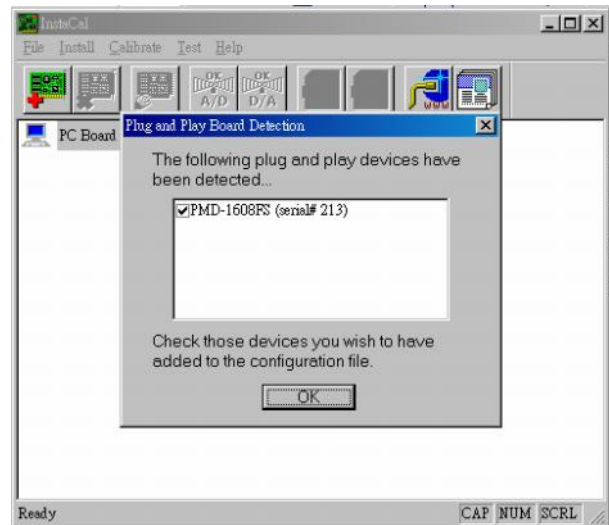 InstaCal
File Install Calibrate Test Help
OK
A/D
OK
D/A
PC Board
Plug and Play Board Detection
The following plug and play devices have
been detected...
PMD-1608FS (serial# 213)
Check those devices you wish to have
added to the configuration file.
OK
Ready
CAP NUM SCRL